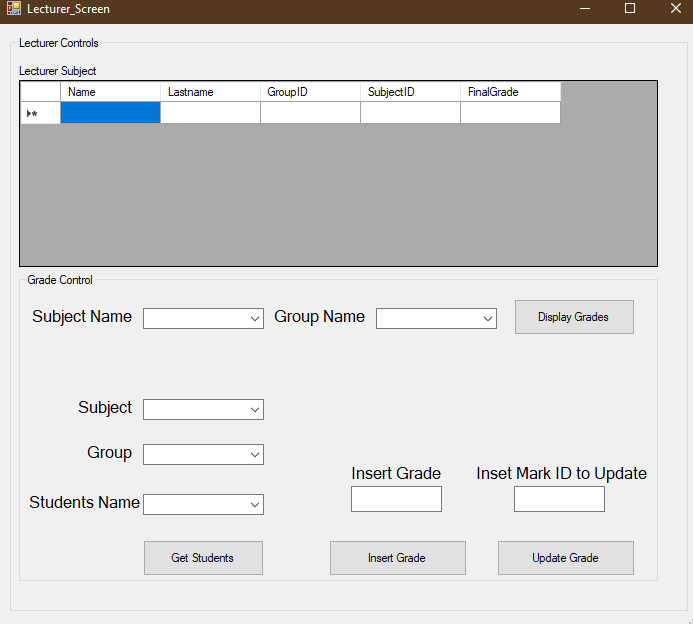 Lecturer_Screen
Lecturer Controls
Lecturer Subject
Name Lastname GroupID SubjectID FinalGrade
Grade Control
Subject Name Group Name Display Grades
Subject
Group
Insert Grade Inset Mark ID to Update
Students Name
Get Students Insert Grade Update Grade